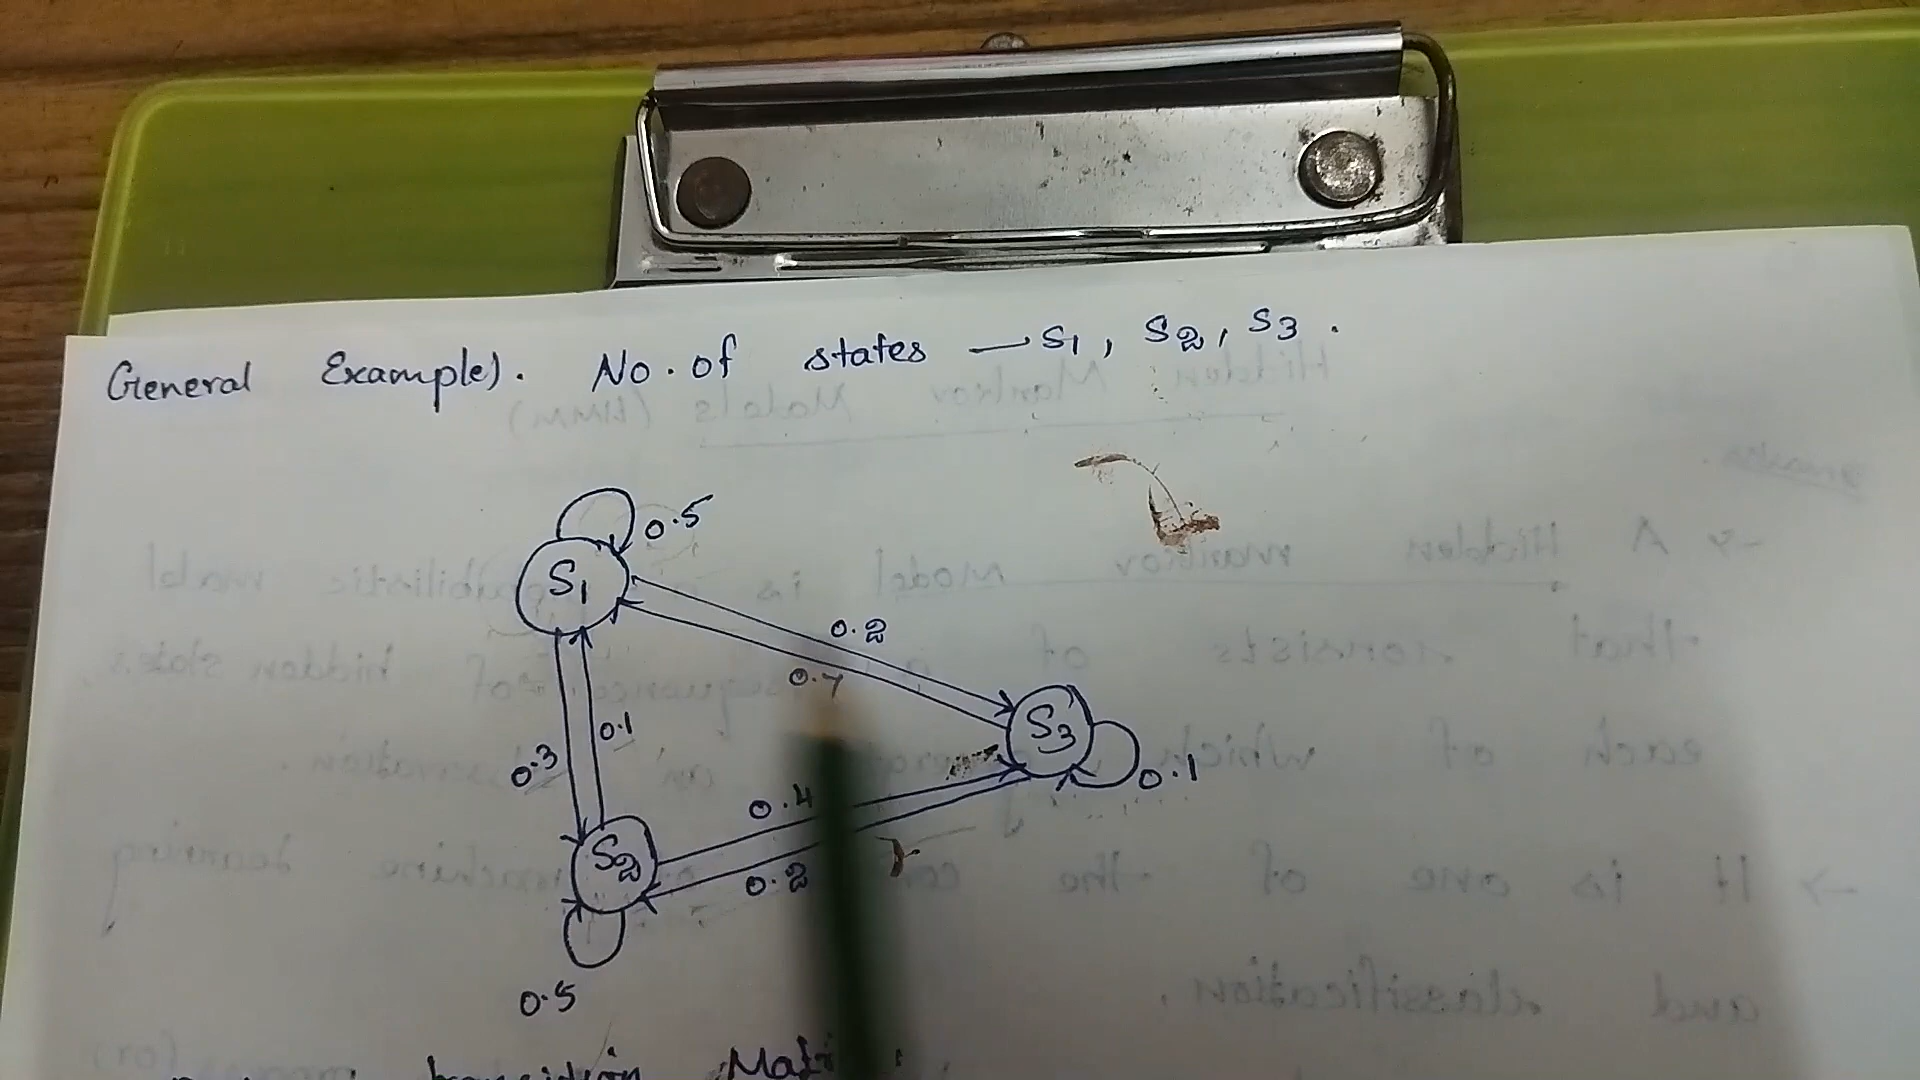 General Example). No. of states — S1, S2, S3.
0.5
S1
0.2
0.7
S3
0.1
0.3
0.1
0.4
S2
0.2
0.5
transition